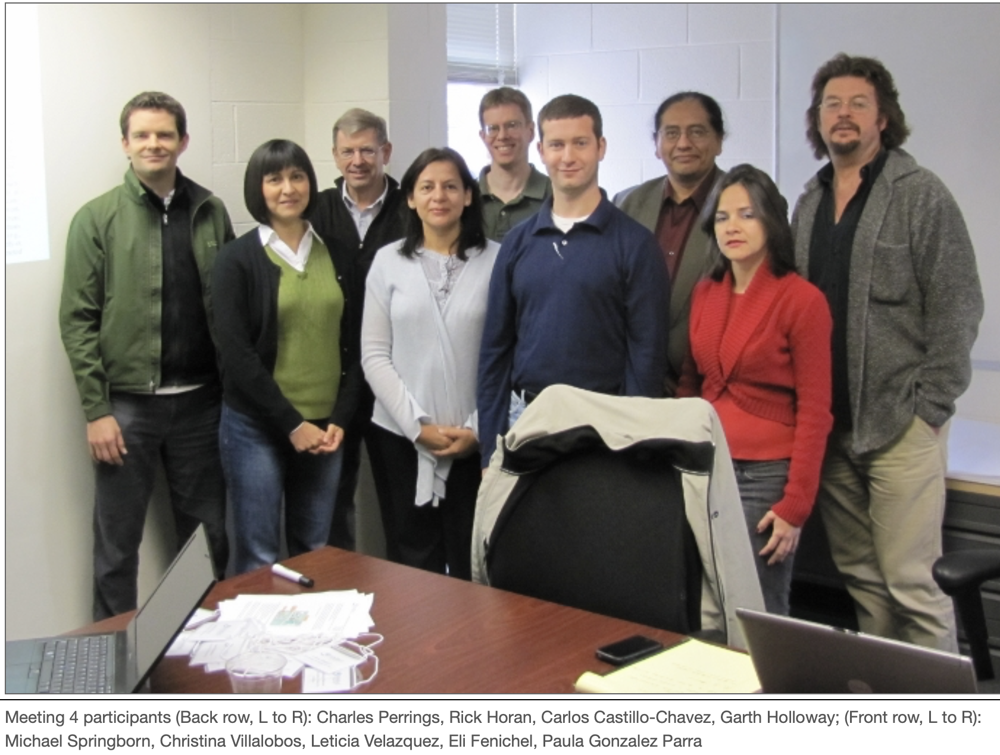 Meeting 4 participants (Back row, L to R): Charles Perrings, Rick Horan, Carlos Castillo-Chavez, Garth Holloway; (Front row, L to R):
Michael Springborn, Christina Villalobos, Leticia Velazquez, Eli Fenichel, Paula Gonzalez Parra